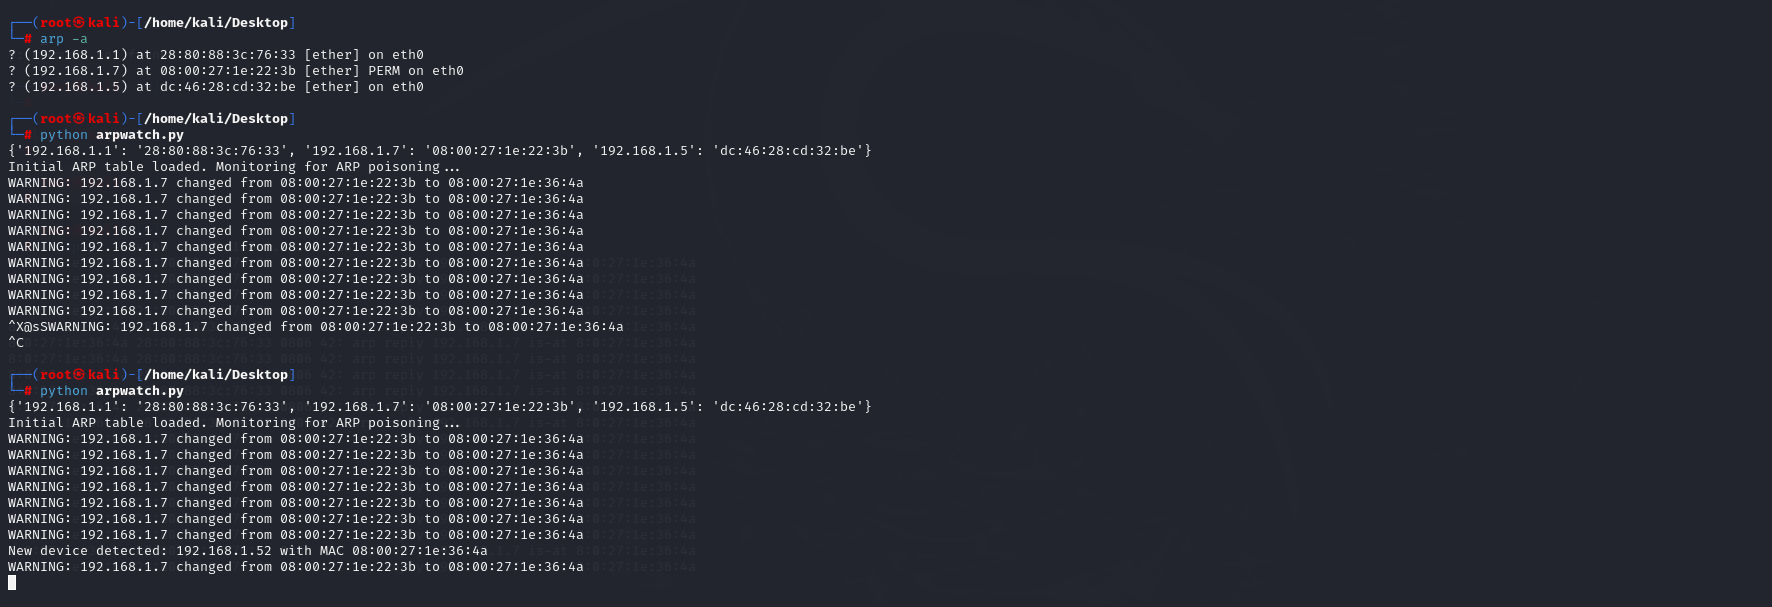 ┌──(root㉿kali)-[/home/kali/Desktop]
└─# arp -a
? (192.168.1.1) at 28:80:88:3c:76:33 [ether] on eth0
? (192.168.1.7) at 08:00:27:1e:22:3b [ether] PERM on eth0
? (192.168.1.5) at dc:46:28:cd:32:be [ether] on eth0
┌──(root㉿kali)-[/home/kali/Desktop]
└─# python arpwatch.py
{'192.168.1.1': '28:80:88:3c:76:33', '192.168.1.7': '08:00:27:1e:22:3b', '192.168.1.5': 'dc:46:28:cd:32:be'}
Initial ARP table loaded. Monitoring for ARP poisoning...
WARNING: 192.168.1.7 changed from 08:00:27:1e:22:3b to 08:00:27:1e:36:4a
WARNING: 192.168.1.7 changed from 08:00:27:1e:22:3b to 08:00:27:1e:36:4a
WARNING: 192.168.1.7 changed from 08:00:27:1e:22:3b to 08:00:27:1e:36:4a
WARNING: 192.168.1.7 changed from 08:00:27:1e:22:3b to 08:00:27:1e:36:4a
WARNING: 192.168.1.7 changed from 08:00:27:1e:22:3b to 08:00:27:1e:36:4a
WARNING: 192.168.1.7 changed from 08:00:27:1e:22:3b to 08:00:27:1e:36:4a
WARNING: 192.168.1.7 changed from 08:00:27:1e:22:3b to 08:00:27:1e:36:4a
WARNING: 192.168.1.7 changed from 08:00:27:1e:22:3b to 08:00:27:1e:36:4a
WARNING: 192.168.1.7 changed from 08:00:27:1e:22:3b to 08:00:27:1e:36:4a
^X@sSWARNING: 192.168.1.7 changed from 08:00:27:1e:22:3b to 08:00:27:1e:36:4a
^C
┌──(root㉿kali)-[/home/kali/Desktop]
└─# python arpwatch.py
{'192.168.1.1': '28:80:88:3c:76:33', '192.168.1.7': '08:00:27:1e:22:3b', '192.168.1.5': 'dc:46:28:cd:32:be'}
Initial ARP table loaded. Monitoring for ARP poisoning...
WARNING: 192.168.1.7 changed from 08:00:27:1e:22:3b to 08:00:27:1e:36:4a
WARNING: 192.168.1.7 changed from 08:00:27:1e:22:3b to 08:00:27:1e:36:4a
WARNING: 192.168.1.7 changed from 08:00:27:1e:22:3b to 08:00:27:1e:36:4a
WARNING: 192.168.1.7 changed from 08:00:27:1e:22:3b to 08:00:27:1e:36:4a
WARNING: 192.168.1.7 changed from 08:00:27:1e:22:3b to 08:00:27:1e:36:4a
WARNING: 192.168.1.7 changed from 08:00:27:1e:22:3b to 08:00:27:1e:36:4a
WARNING: 192.168.1.7 changed from 08:00:27:1e:22:3b to 08:00:27:1e:36:4a
New device detected: 192.168.1.52 with MAC 08:00:27:1e:36:4a
WARNING: 192.168.1.7 changed from 08:00:27:1e:22:3b to 08:00:27:1e:36:4a